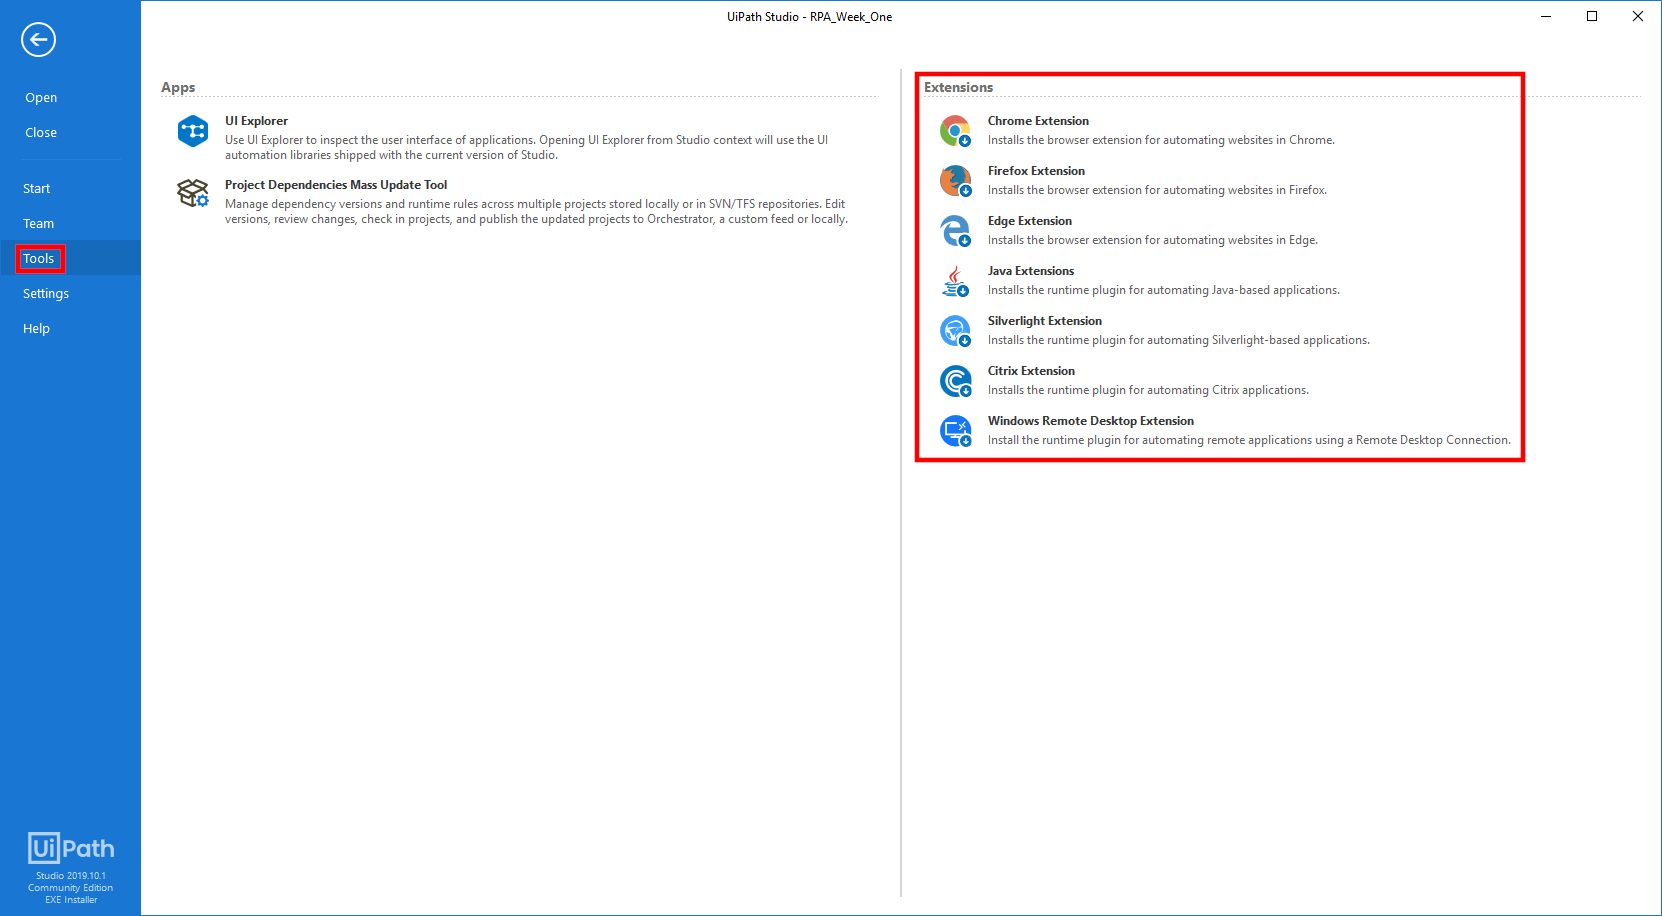 UiPath Studio - RPA_Week_One
Open
Close
Start
Team
Tools
Settings
Help
Apps
UI Explorer
Use UI Explorer to inspect the user interface of applications. Opening UI Explorer from Studio context will use the UI
automation libraries shipped with the current version of Studio.
Project Dependencies Mass Update Tool
Manage dependency versions and runtime rules across multiple projects stored locally or in SVN/TFS repositories. Edit
versions, review changes, check in projects, and publish the updated projects to Orchestrator, a custom feed or locally.
Extensions
Chrome Extension
Installs the browser extension for automating websites in Chrome.
Firefox Extension
Installs the browser extension for automating websites in Firefox.
Edge Extension
Installs the browser extension for automating websites in Edge.
Java Extensions
Installs the runtime plugin for automating Java-based applications.
Silverlight Extension
Installs the runtime plugin for automating Silverlight-based applications.
Citrix Extension
Installs the runtime plugin for automating Citrix applications.
Windows Remote Desktop Extension
Install the runtime plugin for automating remote applications using a Remote Desktop Connection.
UiPath
Studio 2019.10.1
Community Edition
EXE Installer